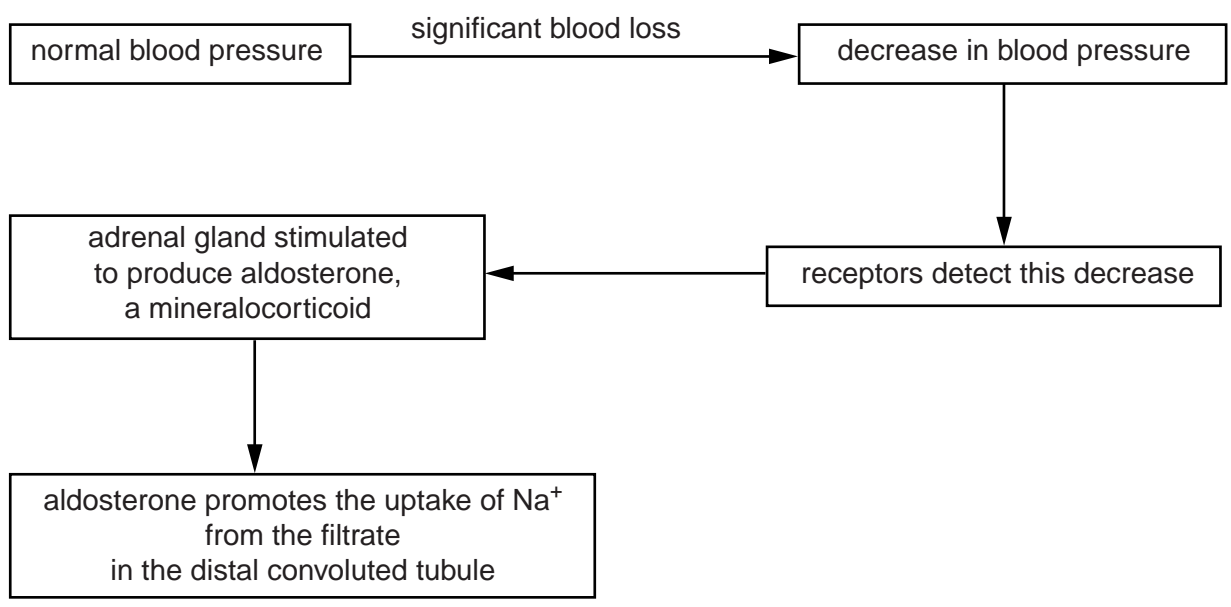 normal blood pressure
significant blood loss
decrease in blood pressure
receptors detect this decrease
adrenal gland stimulated
to produce aldosterone,
a mineralocorticoid
aldosterone promotes the uptake of Na⁺
from the filtrate
in the distal convoluted tubule